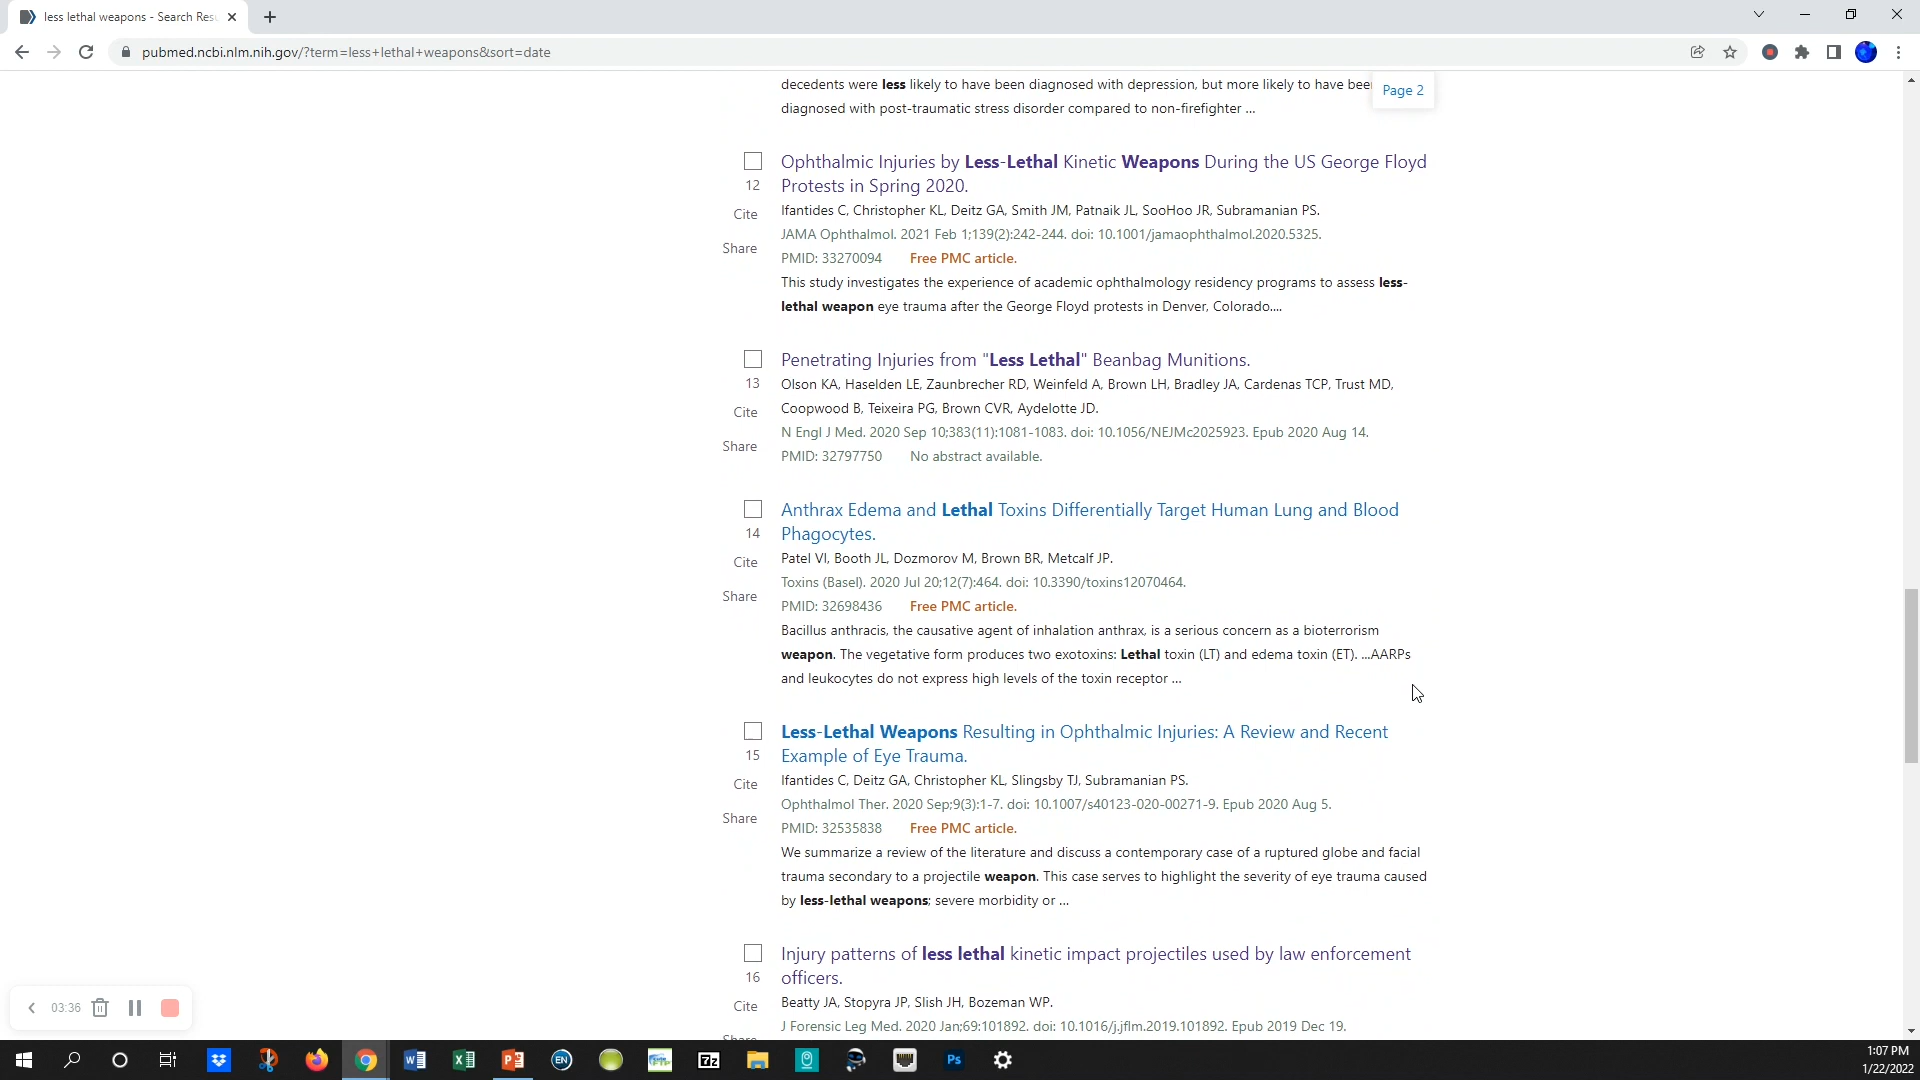 less lethal weapons - Search Resu
pubmed.ncbi.nlm.nih.gov/?term=less+lethal+weapons&sort=date
decedents were less likely to have been diagnosed with depression, but more likely to have been
Page 2
diagnosed with post-traumatic stress disorder compared to non-firefighter ...
Ophthalmic Injuries by Less-Lethal Kinetic Weapons During the US George Floyd
12
Protests in Spring 2020.
Cite
Ifantides C, Christopher KL, Deitz GA, Smith JM, Patnaik JL, SooHoo JR, Subramanian PS.
JAMA Ophthalmol. 2021 Feb 1;139(2):242-244. doi: 10.1001/jamaophthalmol.2020.5325.
Share
PMID: 33270094 Free PMC article.
This study investigates the experience of academic ophthalmology residency programs to assess less-
lethal weapon eye trauma after the George Floyd protests in Denver, Colorado....
Penetrating Injuries from "Less Lethal" Beanbag Munitions.
13
Olson KA, Haselden LE, Zaunbrecher RD, Weinfeld A, Brown LH, Bradley JA, Cardenas TCP, Trust MD,
Cite
Coopwood B, Teixeira PG, Brown CVR, Aydelotte JD.
N Engl J Med. 2020 Sep 10;383(11):1081-1083. doi: 10.1056/NEJMc2025923. Epub 2020 Aug 14.
Share
PMID: 32797750 No abstract available.
Anthrax Edema and Lethal Toxins Differentially Target Human Lung and Blood
14
Phagocytes.
Cite
Patel VI, Booth JL, Dozmorov M, Brown BR, Metcalf JP.
Toxins (Basel). 2020 Jul 20;12(7):464. doi: 10.3390/toxins12070464.
Share
PMID: 32698436 Free PMC article.
Bacillus anthracis, the causative agent of inhalation anthrax, is a serious concern as a bioterrorism
weapon. The vegetative form produces two exotoxins: Lethal toxin (LT) and edema toxin (ET). ...AARPs
and leukocytes do not express high levels of the toxin receptor ...
Less-Lethal Weapons Resulting in Ophthalmic Injuries: A Review and Recent
15
Example of Eye Trauma.
Cite
Ifantides C, Deitz GA, Christopher KL, Slingsby TJ, Subramanian PS.
Ophthalmol Ther. 2020 Sep;9(3):1-7. doi: 10.1007/s40123-020-00271-9. Epub 2020 Aug 5.
Share
PMID: 32535838 Free PMC article.
We summarize a review of the literature and discuss a contemporary case of a ruptured globe and facial
trauma secondary to a projectile weapon. This case serves to highlight the severity of eye trauma caused
by less-lethal weapons; severe morbidity or ...
Injury patterns of less lethal kinetic impact projectiles used by law enforcement
16
officers.
Cite
Beatty JA, Stopyra JP, Slish JH, Bozeman WP.
J Forensic Leg Med. 2020 Jan;69:101892. doi: 10.1016/j.jflm.2019.101892. Epub 2019 Dec 19.
Share
03:36
EN
7z
Ps
1:07 PM
1/22/2022